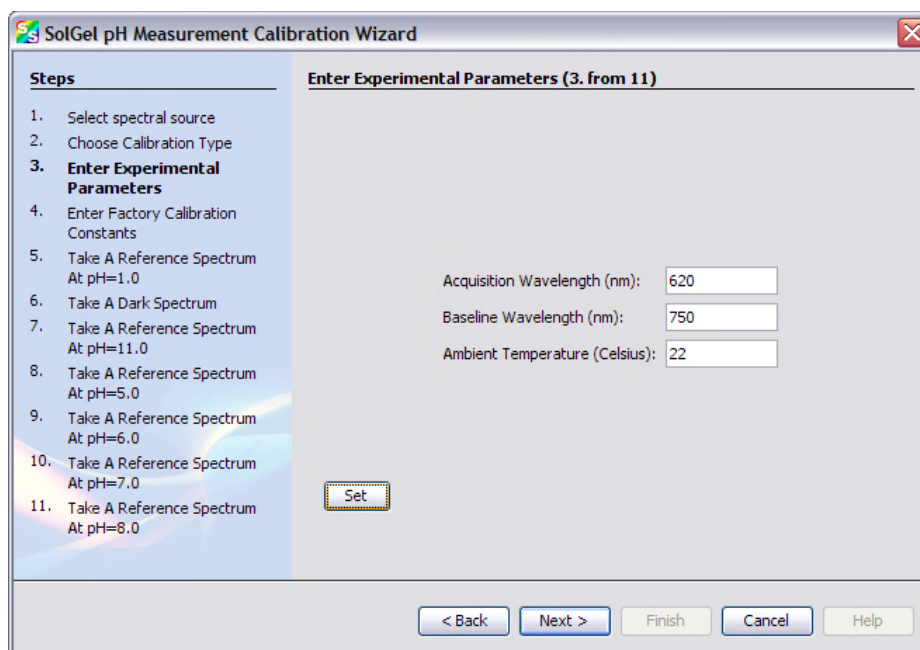 SolGel pH Measurement Calibration Wizard
Steps
1. Select spectral source
2. Choose Calibration Type
3. Enter Experimental
Parameters
4. Enter Factory Calibration
Constants
5. Take A Reference Spectrum
At pH=1.0
6. Take A Dark Spectrum
7. Take A Reference Spectrum
At pH=11.0
8. Take A Reference Spectrum
At pH=5.0
9. Take A Reference Spectrum
At pH=6.0
10. Take A Reference Spectrum
At pH=7.0
11. Take A Reference Spectrum
At pH=8.0
Enter Experimental Parameters (3. from 11)
Acquisition Wavelength (nm): 620
Baseline Wavelength (nm): 750
Ambient Temperature (Celsius): 22
Set
< Back Next > Finish Cancel Help